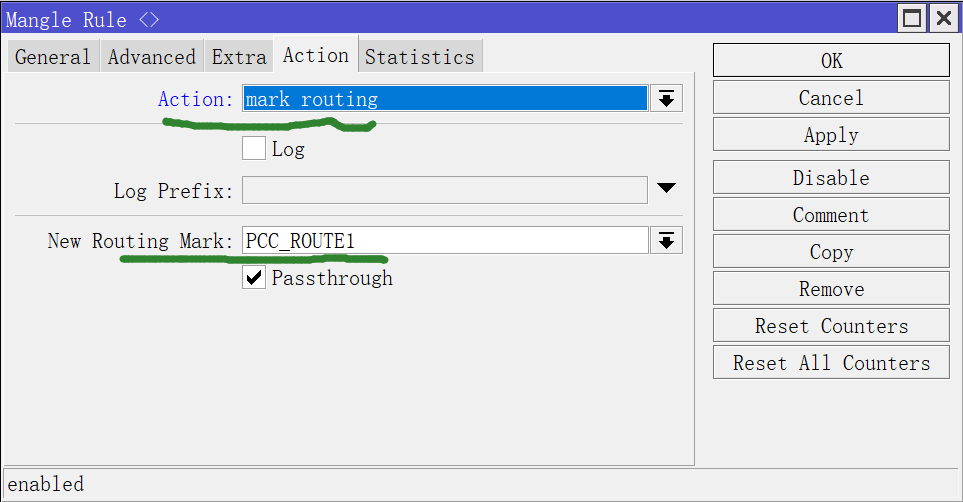 Mangle Rule <>
General Advanced Extra Action Statistics
Action: mark routing
Log
Log Prefix:
New Routing Mark: PCC_ROUTE1
Passthrough
OK
Cancel
Apply
Disable
Comment
Copy
Remove
Reset Counters
Reset All Counters
enabled